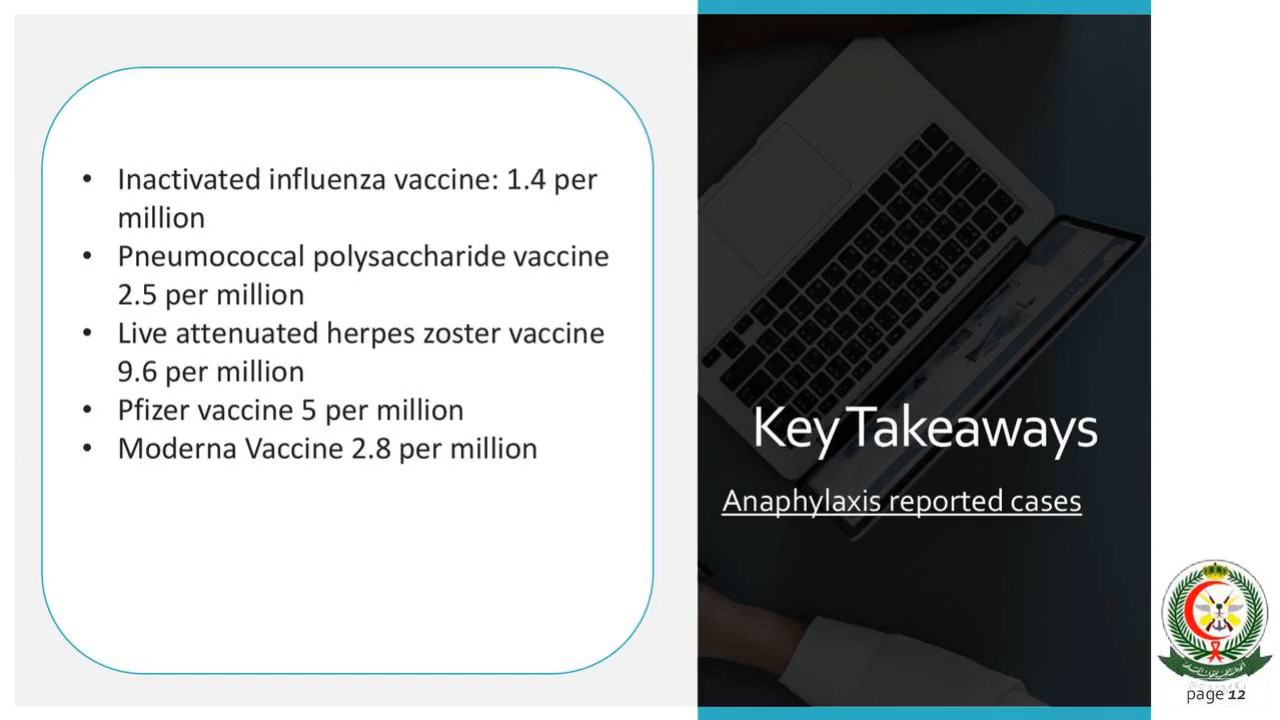 • Inactivated influenza vaccine: 1.4 per
million
• Pneumococcal polysaccharide vaccine
2.5 per million
• Live attenuated herpes zoster vaccine
9.6 per million
• Pfizer vaccine 5 per million
• Moderna Vaccine 2.8 per million
Key Takeaways
Anaphylaxis reported cases
page 12